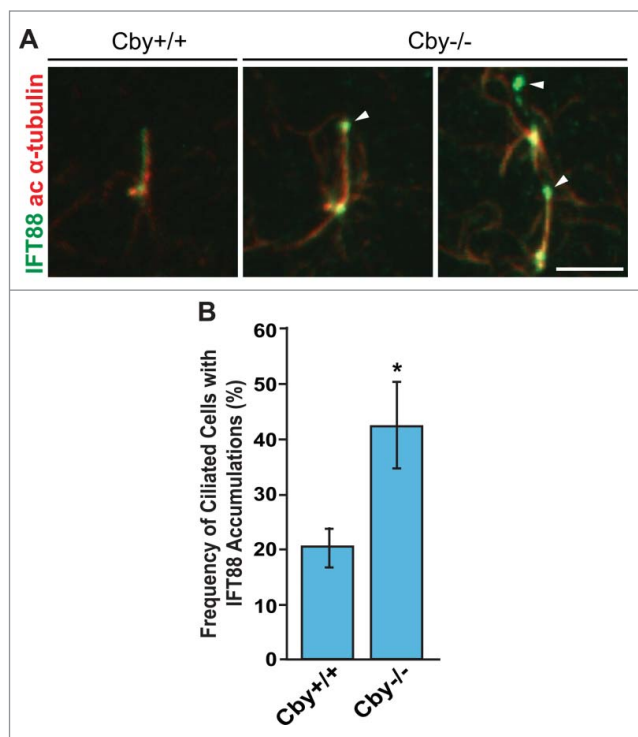 A
Cby+/+
Cby-/-
IFT88 ac α-tubulin
B
Frequency of Ciliated Cells with
IFT88 Accumulations (%)
60
50
40
30
20
10
0
*
Cby+/+
Cby-/-